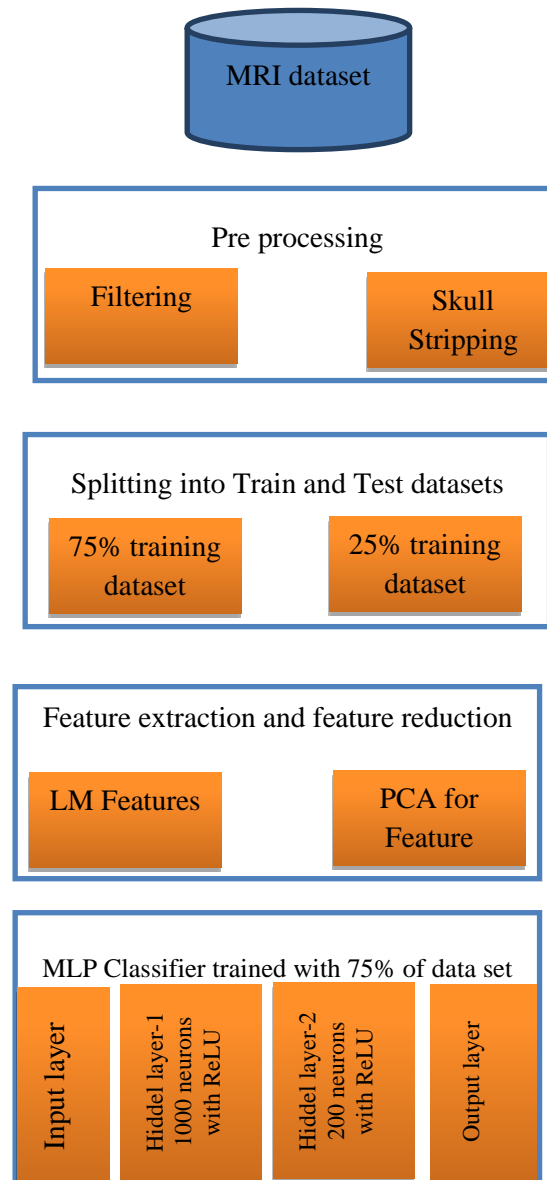 MRI dataset
Pre processing
Filtering
Skull
Stripping
Splitting into Train and Test datasets
75% training
dataset
25% training
dataset
Feature extraction and feature reduction
LM Features
PCA for
Feature
MLP Classifier trained with 75% of data set
Input layer
Hiddel layer-1
1000 neurons
with ReLU
Hiddel layer-2
200 neurons
with ReLU
Output layer